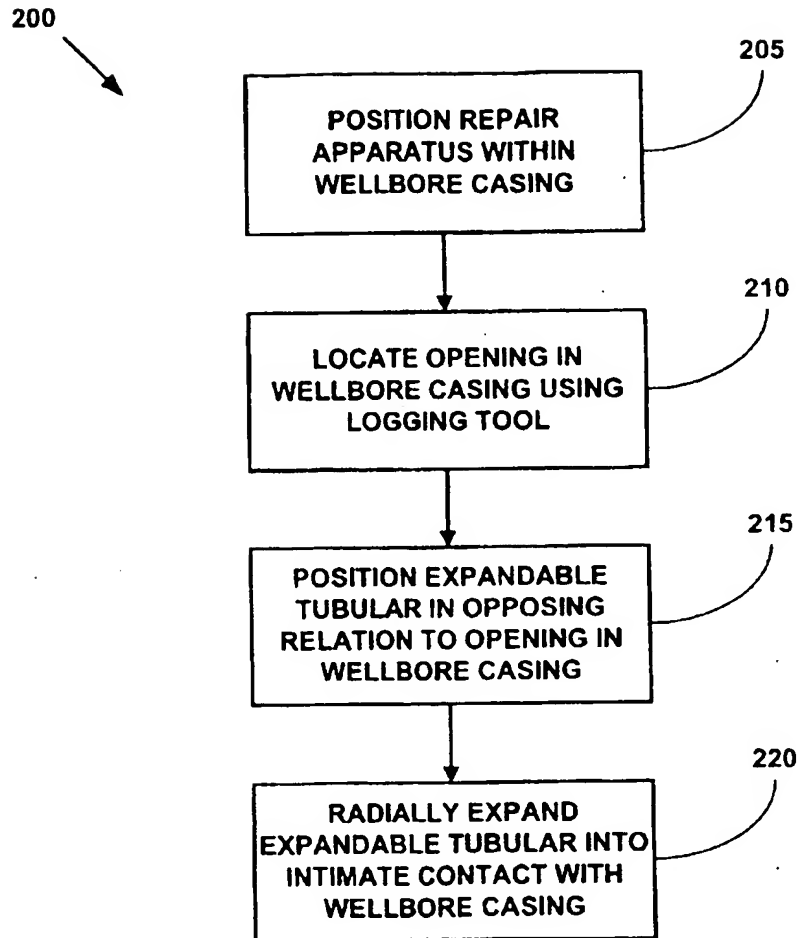 200
205
POSITION REPAIR
APPARATUS WITHIN
WELLBORE CASING
210
LOCATE OPENING IN
WELLBORE CASING USING
LOGGING TOOL
215
POSITION EXPANDABLE
TUBULAR IN OPPOSING
RELATION TO OPENING IN
WELLBORE CASING
220
RADIALLY EXPAND
EXPANDABLE TUBULAR INTO
INTIMATE CONTACT WITH
WELLBORE CASING